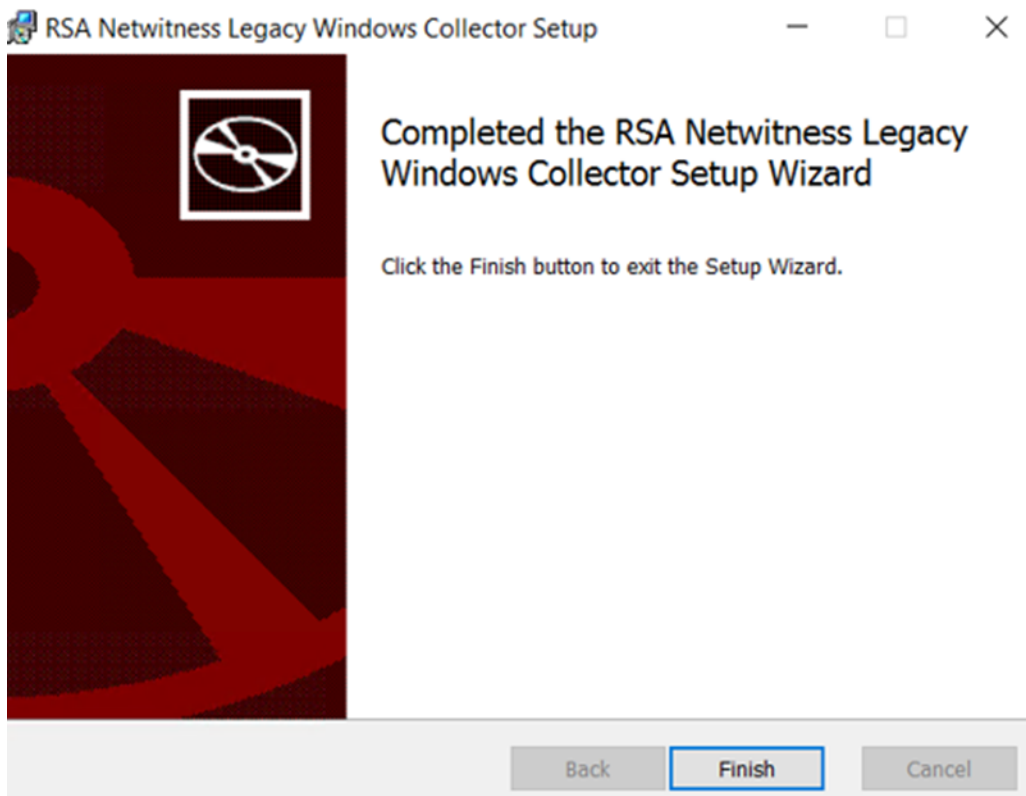 RSA Netwitness Legacy Windows Collector Setup
Completed the RSA Netwitness Legacy
Windows Collector Setup Wizard
Click the Finish button to exit the Setup Wizard.
Back
Finish
Cancel